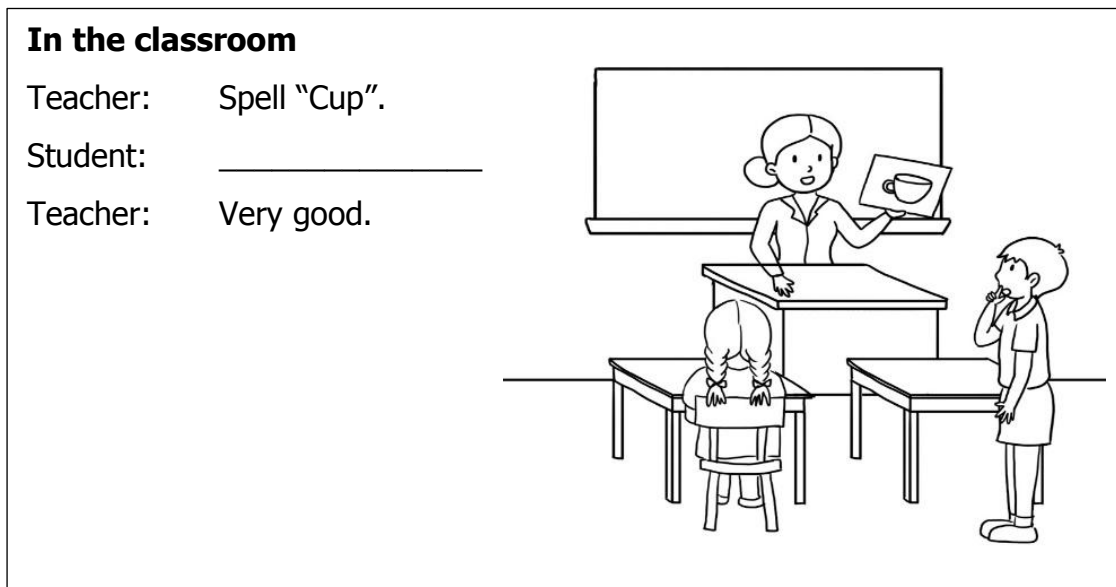 In the classroom
Teacher: Spell “Cup”.
Student: _______________
Teacher: Very good.